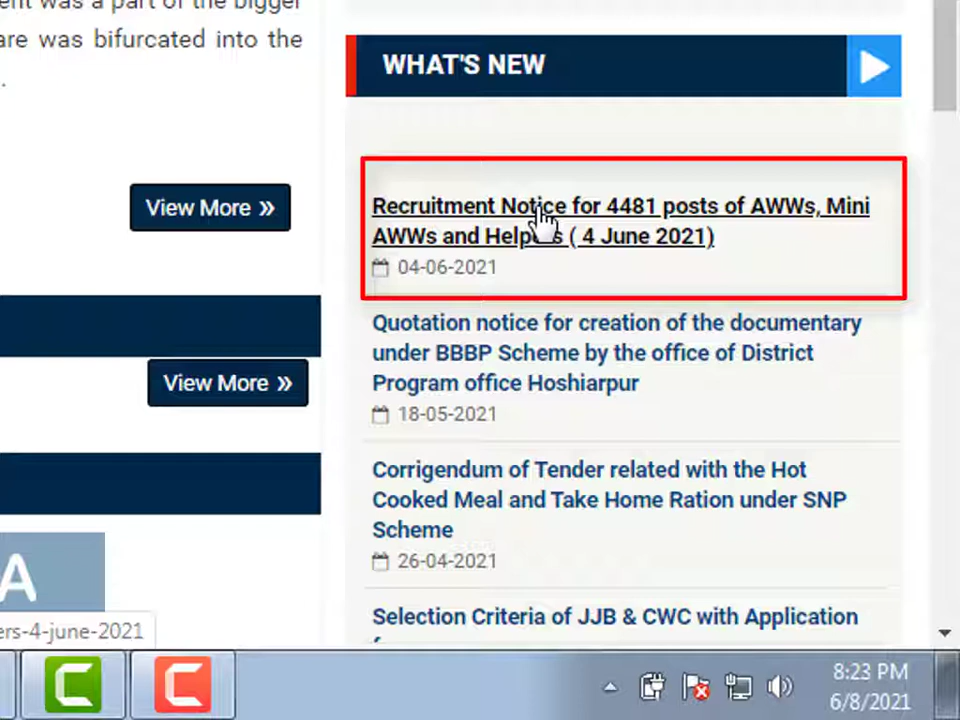 ent was a part of the bigger
are was bifurcated into the
.
View More »
View More »
A
WHAT'S NEW
Recruitment Notice for 4481 posts of AWWs, Mini
AWWs and Helpers ( 4 June 2021)
04-06-2021
Quotation notice for creation of the documentary
under BBBP Scheme by the office of District
Program office Hoshiarpur
18-05-2021
Corrigendum of Tender related with the Hot
Cooked Meal and Take Home Ration under SNP
Scheme
26-04-2021
Selection Criteria of JJB & CWC with Application
ers-4-june-2021
8:23 PM
6/8/2021